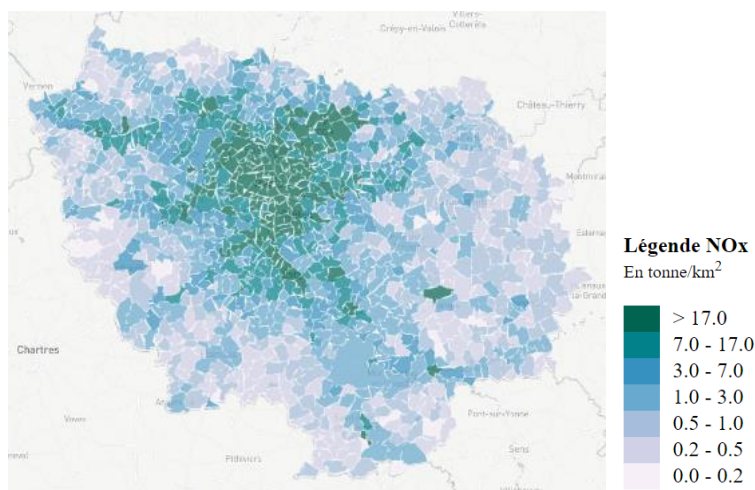 Villers-
Cotterêts
Crépy-en-Valois
Vernon
Château-Thierry
Montmirail
Légende NOx
En tonne/km²
> 17.0
7.0 - 17.0
3.0 - 7.0
1.0 - 3.0
0.5 - 1.0
0.2 - 0.5
0.0 - 0.2
Chartres
Pont-sur-Yonne
Sens
Pithiviers